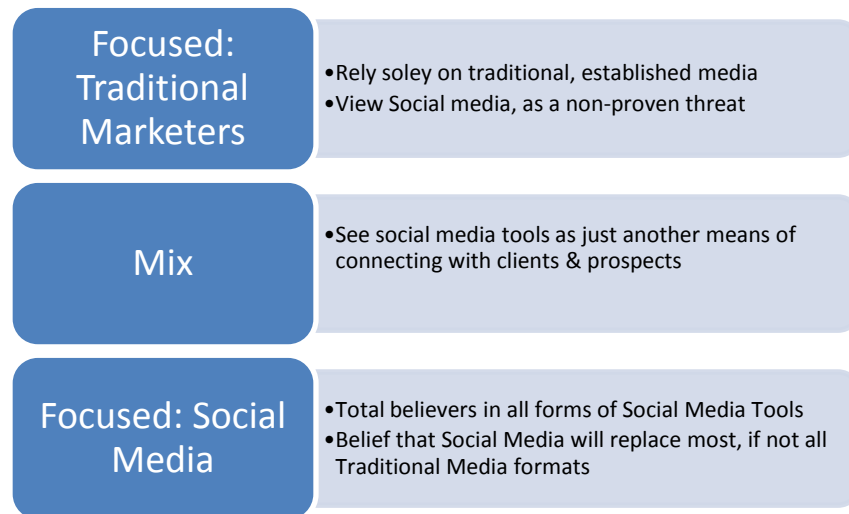 Focused:
Traditional
Marketers
•Rely soley on traditional, established media
•View Social media, as a non-proven threat
Mix
•See social media tools as just another means of
connecting with clients & prospects
Focused: Social
Media
•Total believers in all forms of Social Media Tools
•Belief that Social Media will replace most, if not all
Traditional Media formats